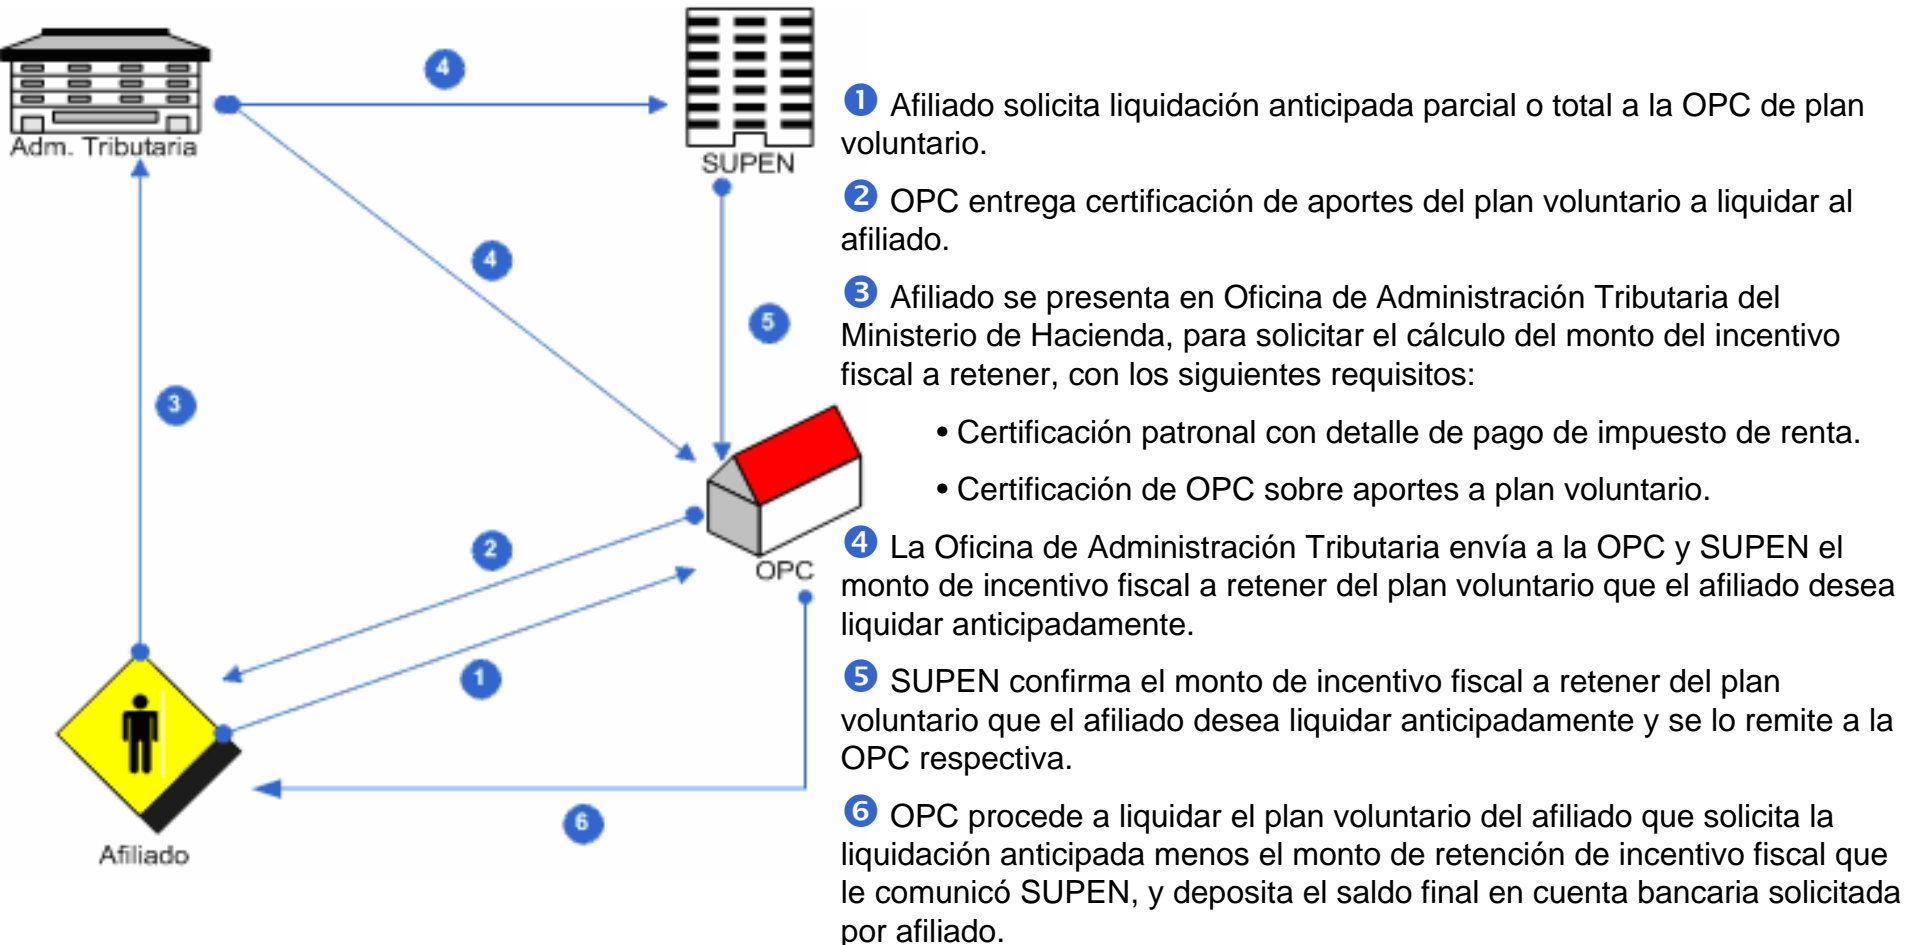 4
Adm. Tributaria
SUPEN
4
5
3
2
OPC
1
6
Afiliado
1 Afiliado solicita liquidación anticipada parcial o total a la OPC de plan
voluntario.
2 OPC entrega certificación de aportes del plan voluntario a liquidar al
afiliado.
3 Afiliado se presenta en Oficina de Administración Tributaria del
Ministerio de Hacienda, para solicitar el cálculo del monto del incentivo
fiscal a retener, con los siguientes requisitos:
• Certificación patronal con detalle de pago de impuesto de renta.
• Certificación de OPC sobre aportes a plan voluntario.
4 La Oficina de Administración Tributaria envía a la OPC y SUPEN el
monto de incentivo fiscal a retener del plan voluntario que el afiliado desea
liquidar anticipadamente.
5 SUPEN confirma el monto de incentivo fiscal a retener del plan
voluntario que el afiliado desea liquidar anticipadamente y se lo remite a la
OPC respectiva.
6 OPC procede a liquidar el plan voluntario del afiliado que solicita la
liquidación anticipada menos el monto de retención de incentivo fiscal que
le comunicó SUPEN, y deposita el saldo final en cuenta bancaria solicitada
por afiliado.